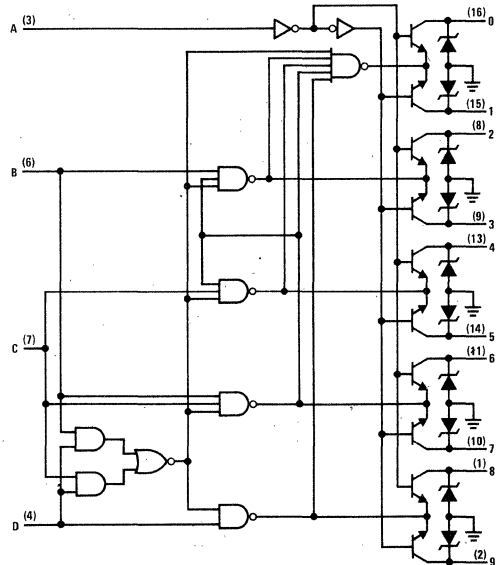 A (3)
(16) 0
(15) 1
(8) 2
B (6)
(9) 3
(13) 4
C (7)
(14) 5
(11) 6
(10) 7
(1) 8
D (4)
(2) 9